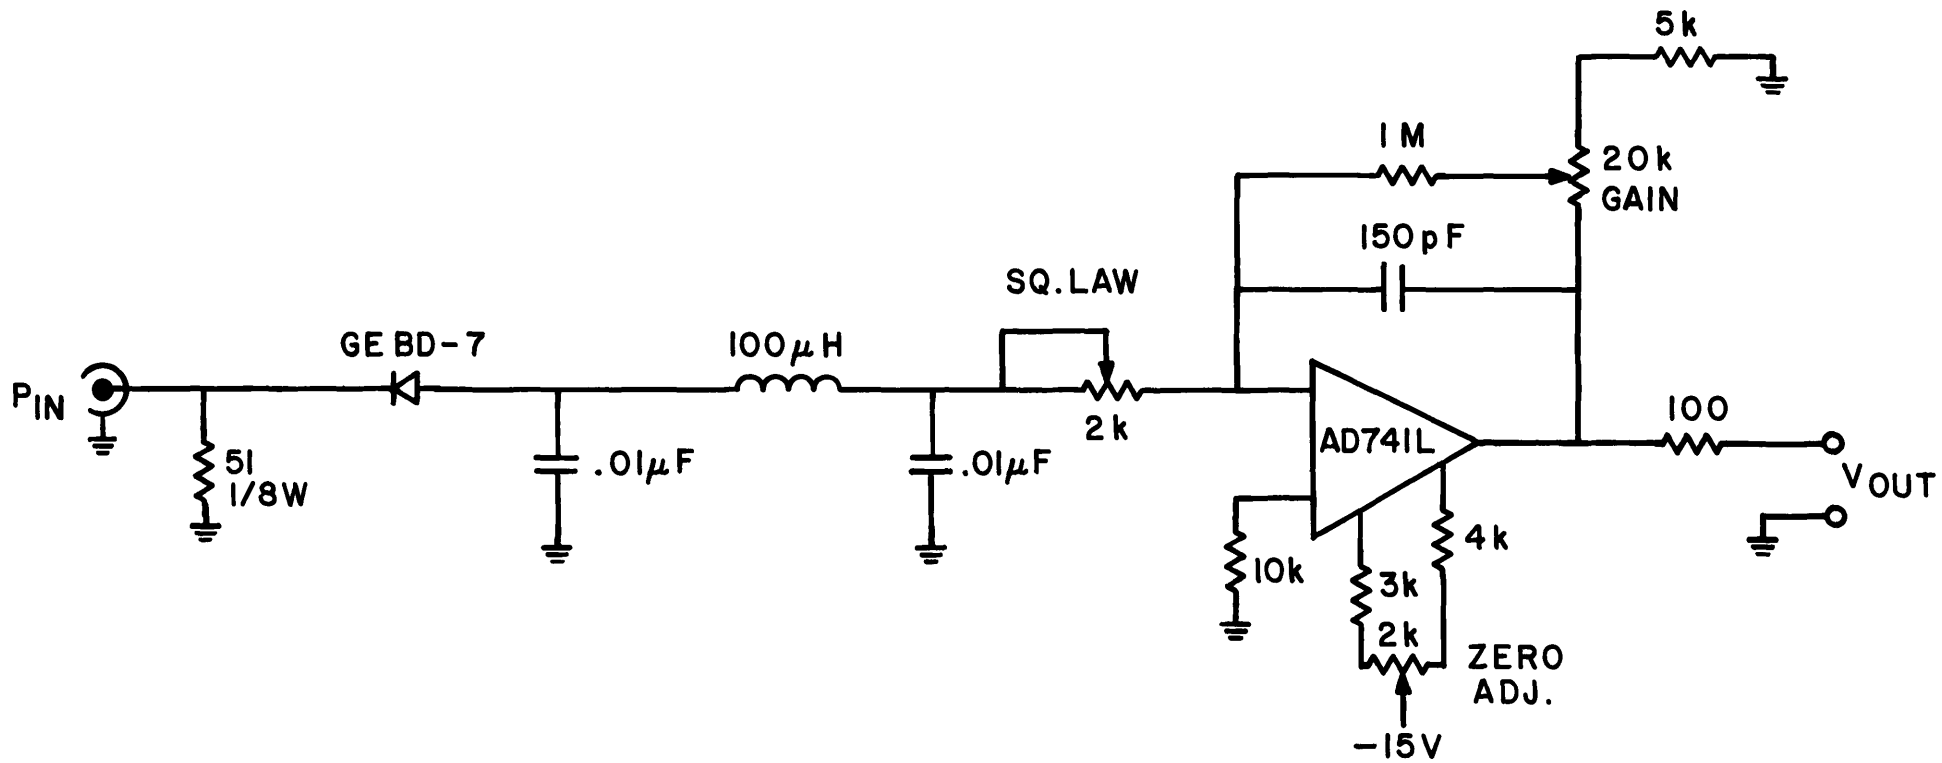 5k
1 M
20k
GAIN
150pF
SQ. LAW
GE BD-7
100μH
PIN
2k
AD741L
100
51
1/8W
.01μF
.01μF
VOUT
10k
3k
4k
2k
ZERO
ADJ.
-15V